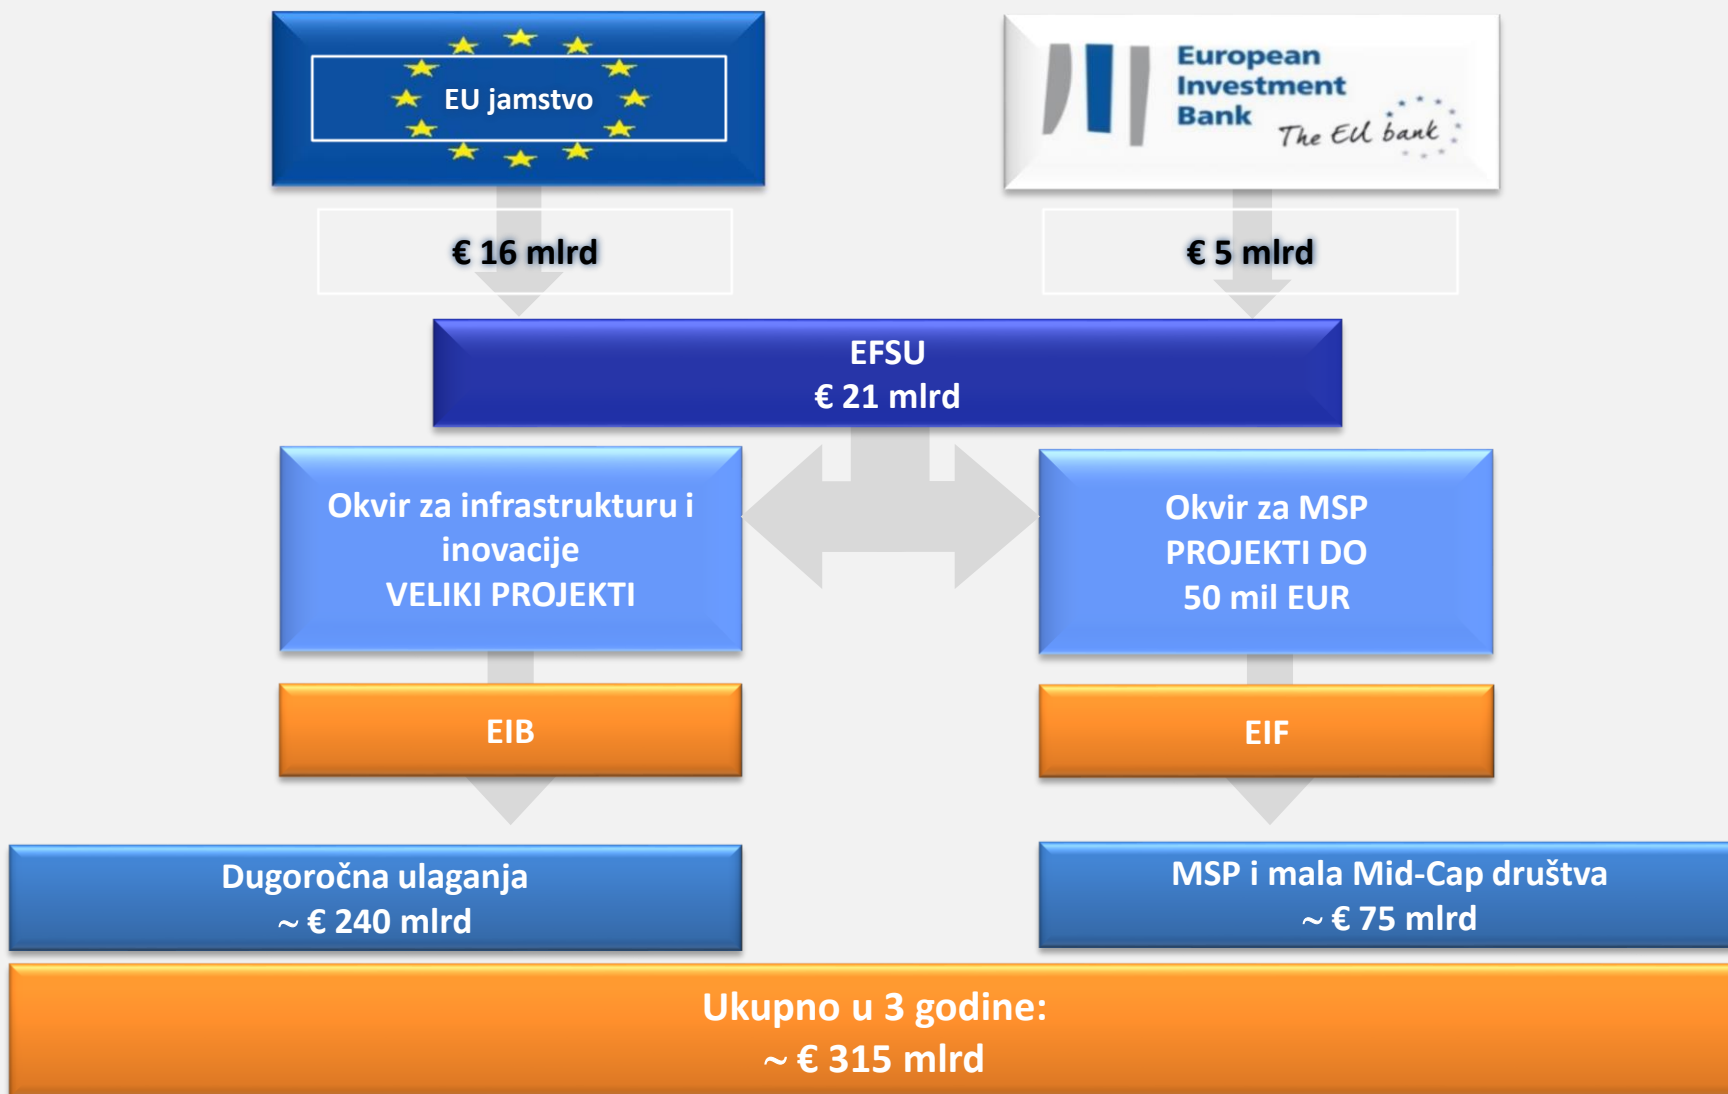 EU jamstvo
European
Investment
Bank
The EU bank
€ 16 mlrd
€ 5 mlrd
EFSU
€ 21 mlrd
Okvir za infrastrukturu i
inovacije
VELIKI PROJEKTI
Okvir za MSP
PROJEKTI DO
50 mil EUR
EIB
EIF
Dugoročna ulaganja
~ € 240 mlrd
MSP i mala Mid-Cap društva
~ € 75 mlrd
Ukupno u 3 godine:
~ € 315 mlrd